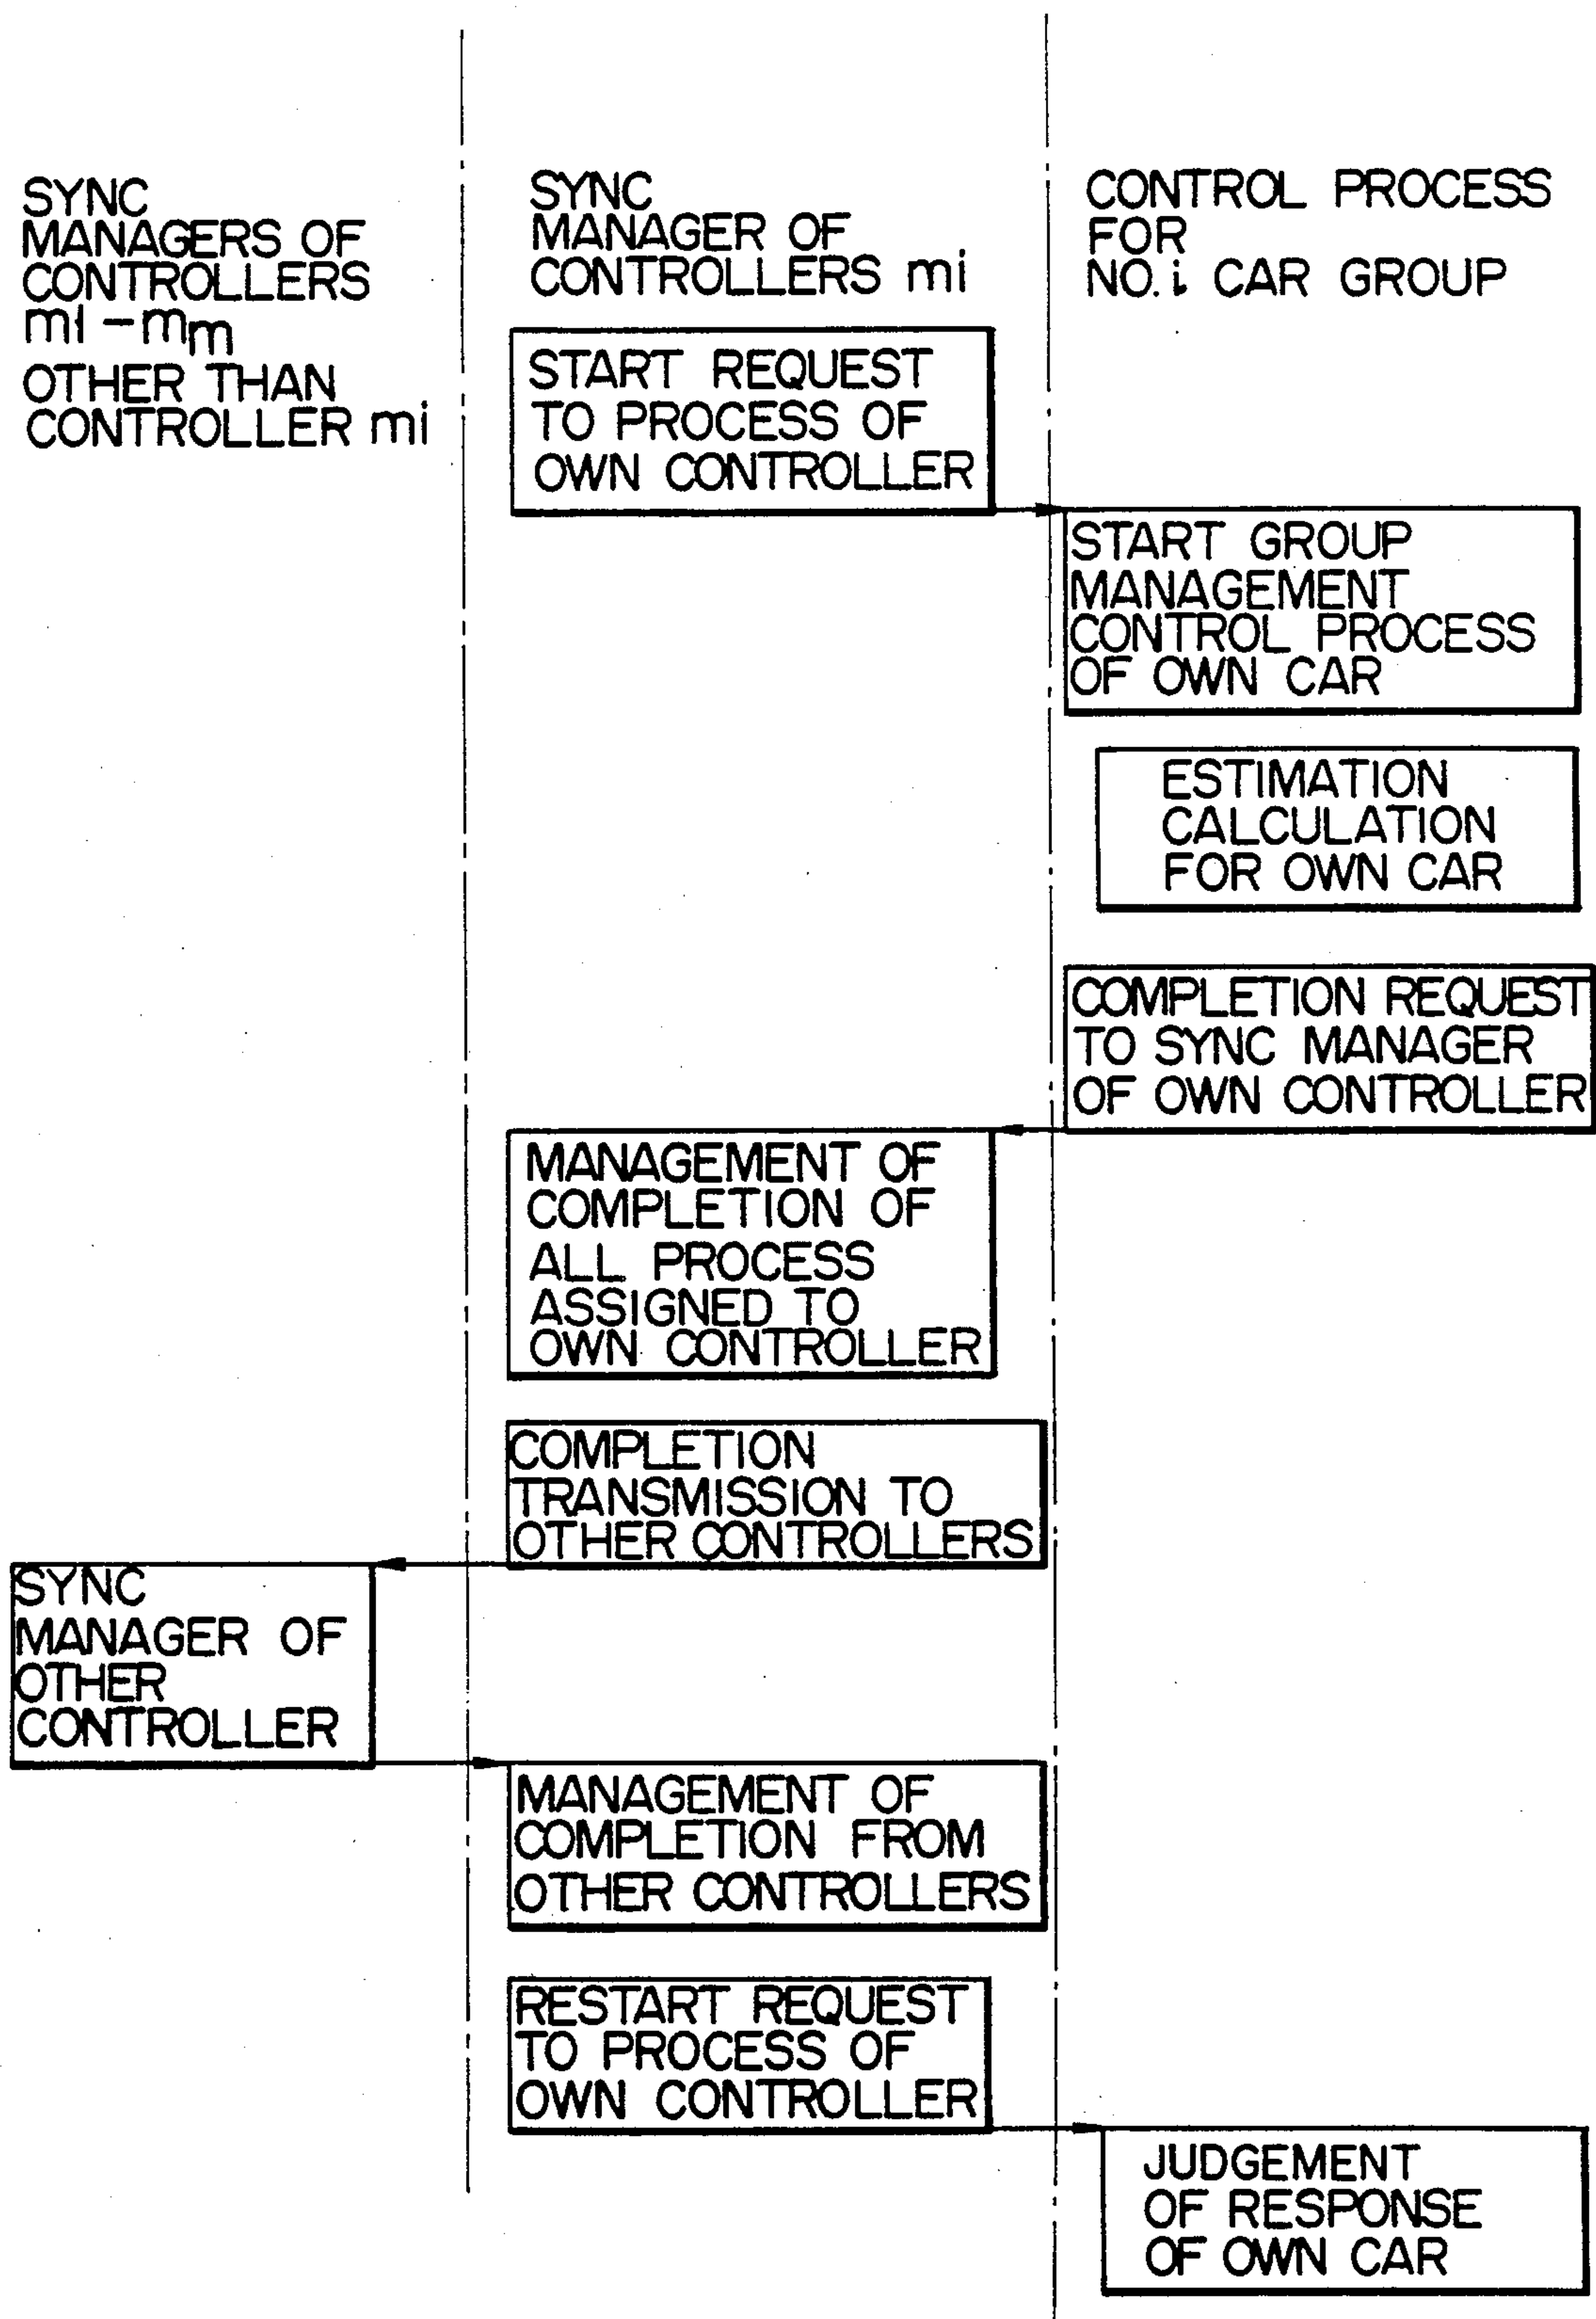 SYNC
MANAGERS OF
CONTROLLERS
m1-mm
OTHER THAN
CONTROLLER mi
SYNC
MANAGER OF
CONTROLLERS mi
CONTROL PROCESS
FOR
NO. i CAR GROUP
START REQUEST
TO PROCESS OF
OWN CONTROLLER
START GROUP
MANAGEMENT
CONTROL PROCESS
OF OWN CAR
ESTIMATION
CALCULATION
FOR OWN CAR
COMPLETION REQUEST
TO SYNC MANAGER
OF OWN CONTROLLER
MANAGEMENT OF
COMPLETION OF
ALL PROCESS
ASSIGNED TO
OWN CONTROLLER
COMPLETION
TRANSMISSION TO
OTHER CONTROLLERS
SYNC
MANAGER OF
OTHER
CONTROLLER
MANAGEMENT OF
COMPLETION FROM
OTHER CONTROLLERS
RESTART REQUEST
TO PROCESS OF
OWN CONTROLLER
JUDGEMENT
OF RESPONSE
OF OWN CAR